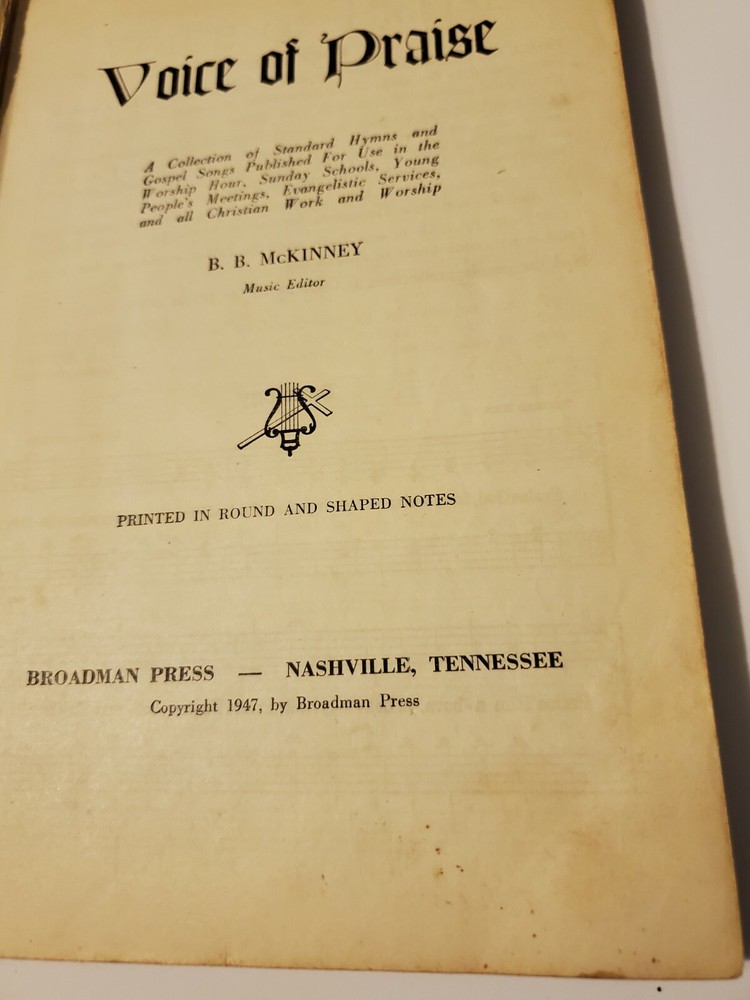 Voice of Praise
A Collection of Standard Hymns and
Gospel Songs Published For Use in the
Worship Hour, Sunday Schools, Young
People's Meetings, Evangelistic Services,
and all Christian Work and Worship
B. B. McKINNEY
Music Editor
PRINTED IN ROUND AND SHAPED NOTES
BROADMAN PRESS — NASHVILLE, TENNESSEE
Copyright 1947, by Broadman Press